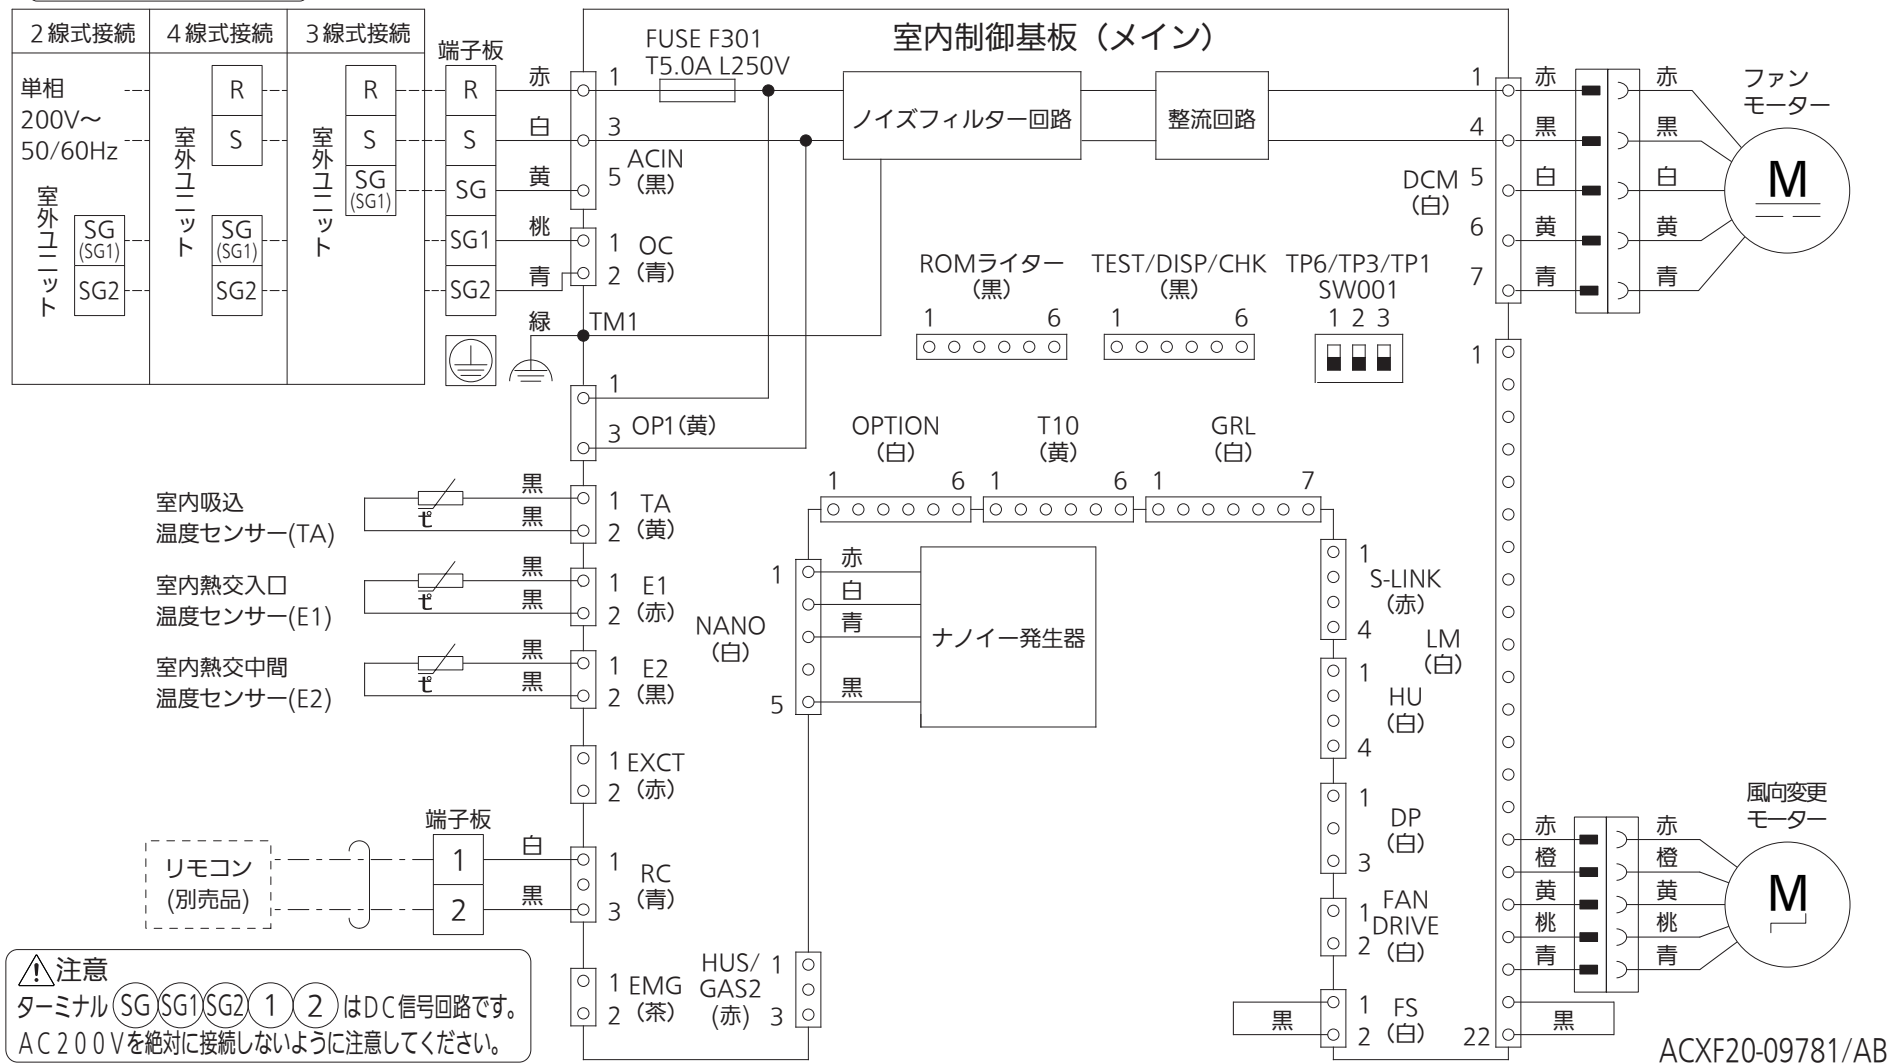 2線式接続 4線式接続 3線式接続
端子板
単相
200V～
50/60Hz
室外ユニット
SG
(SG1)
SG2
室外ユニット
R
S
SG
(SG1)
SG2
室外ユニット
R
S
SG
(SG1)
R
S
SG
SG1
SG2
赤
白
黄
桃
青
緑
1
3
5
ACIN
(黒)
1
2
OC
(青)
TM1
1
3
OP1(黄)
FUSE F301
T5.0A L250V
室内制御基板（メイン）
ノイズフィルター回路
整流回路
1
4
5
6
7
DCM
(白)
赤
黒
白
黄
青
赤
黒
白
黄
青
ファン
モーター
M
ROMライター
(黒)
1 6
TEST/DISP/CHK
(黒)
1 6
TP6/TP3/TP1
SW001
1 2 3
OPTION
(白)
1 6
T10
(黄)
1 6
GRL
(白)
1 7
室内吸込
温度センサー(TA)
t゜
黒
黒
1
2
TA
(黄)
室内熱交入口
温度センサー(E1)
t゜
黒
黒
1
2
E1
(赤)
室内熱交中間
温度センサー(E2)
t゜
黒
黒
1
2
E2
(黒)
1
2
EXCT
(赤)
NANO
(白)
1
5
赤
白
青
黒
ナノイー発生器
1
4
S-LINK
(赤)
1
4
HU
(白)
1
3
DP
(白)
1
2
FAN
DRIVE
(白)
黒
1
2
FS
(白)
1
LM
(白)
22
黒
赤
橙
黄
桃
青
赤
橙
黄
桃
青
風向変更
モーター
M
リモコン
(別売品)
端子板
1
2
白
黒
1
3
RC
(青)
1
2
EMG
(茶)
HUS/
GAS2
(赤)
1
3
注意
ターミナル SG SG1 SG2 1 2 はDC信号回路です。
AC200Vを絶対に接続しないように注意してください。
ACXF20-09781/AB